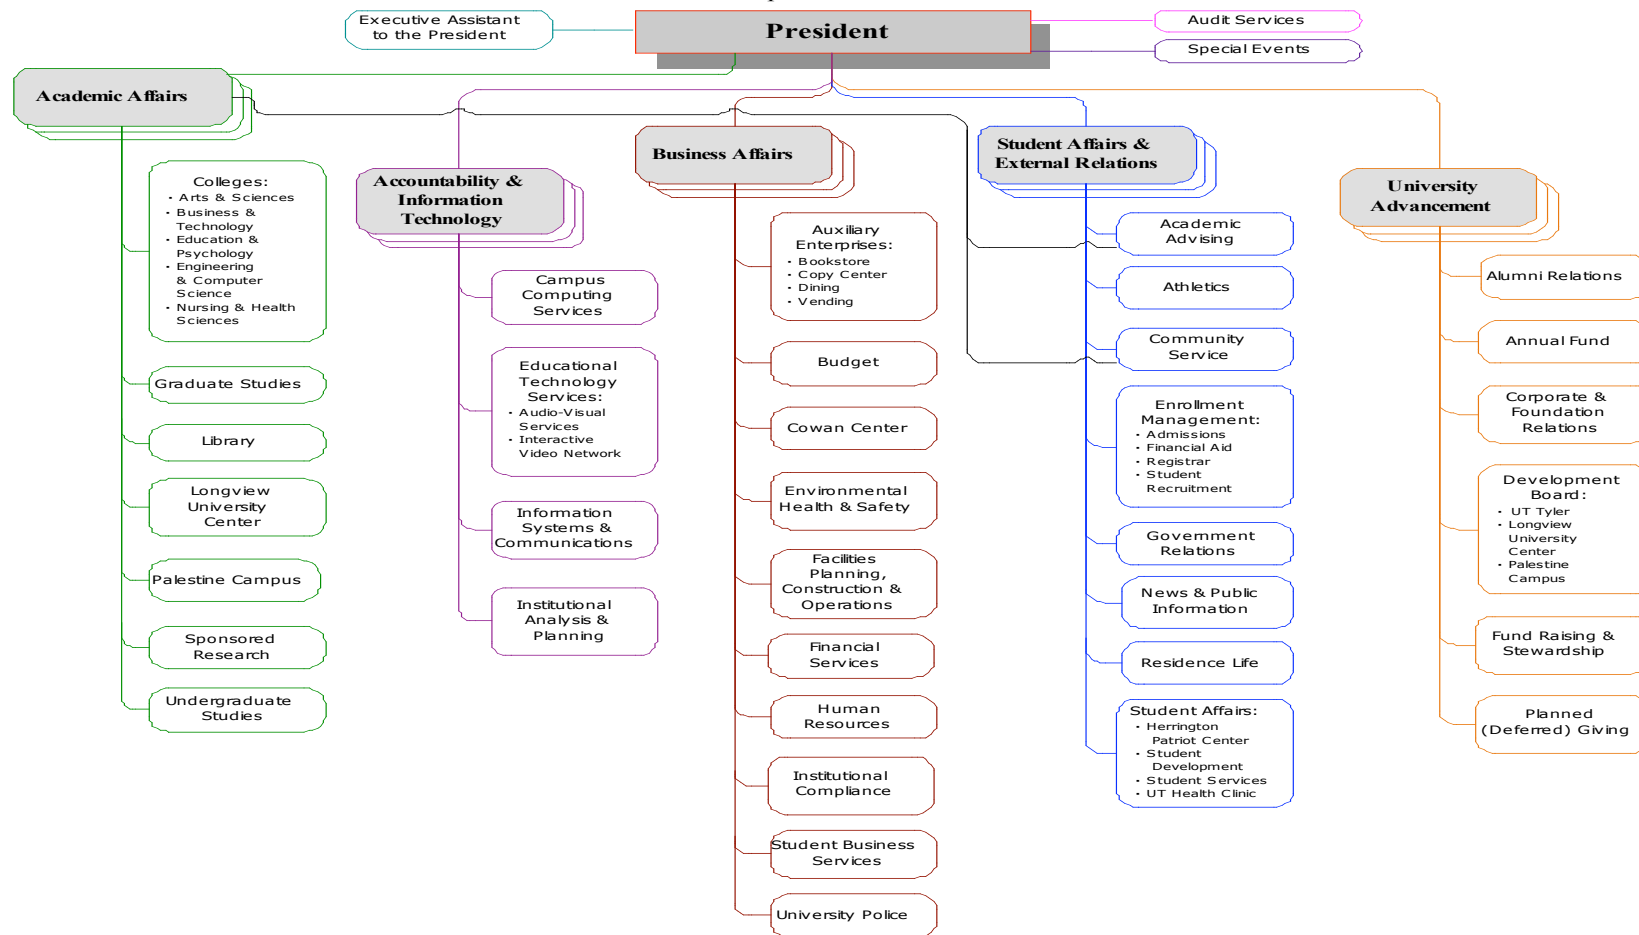 Executive Assistant
to the President
President
Audit Services
Special Events
Academic Affairs
Colleges:
• Arts & Sciences
• Business &
Technology
• Education &
Psychology
• Engineering
& Computer
Science
• Nursing & Health
Sciences
Graduate Studies
Library
Longview
University
Center
Palestine Campus
Sponsored
Research
Undergraduate
Studies
Accountability &
Information
Technology
Campus
Computing
Services
Educational
Technology
Services:
• Audio-Visual
Services
• Interactive
Video Network
Information
Systems &
Communications
Institutional
Analysis &
Planning
Business Affairs
Auxiliary
Enterprises:
• Bookstore
• Copy Center
• Dining
• Vending
Budget
Cowan Center
Environmental
Health & Safety
Facilities
Planning,
Construction &
Operations
Financial
Services
Human
Resources
Institutional
Compliance
Student Business
Services
University Police
Student Affairs &
External Relations
Academic
Advising
Athletics
Community
Service
Enrollment
Management:
• Admissions
• Financial Aid
• Registrar
• Student
Recruitment
Government
Relations
News & Public
Information
Residence Life
Student Affairs:
• Herrington
Patriot Center
• Student
Development
• Student Services
• UT Health Clinic
University
Advancement
Alumni Relations
Annual Fund
Corporate &
Foundation
Relations
Development
Board:
• UT Tyler
• Longview
University
Center
• Palestine
Campus
Fund Raising &
Stewardship
Planned
(Deferred) Giving